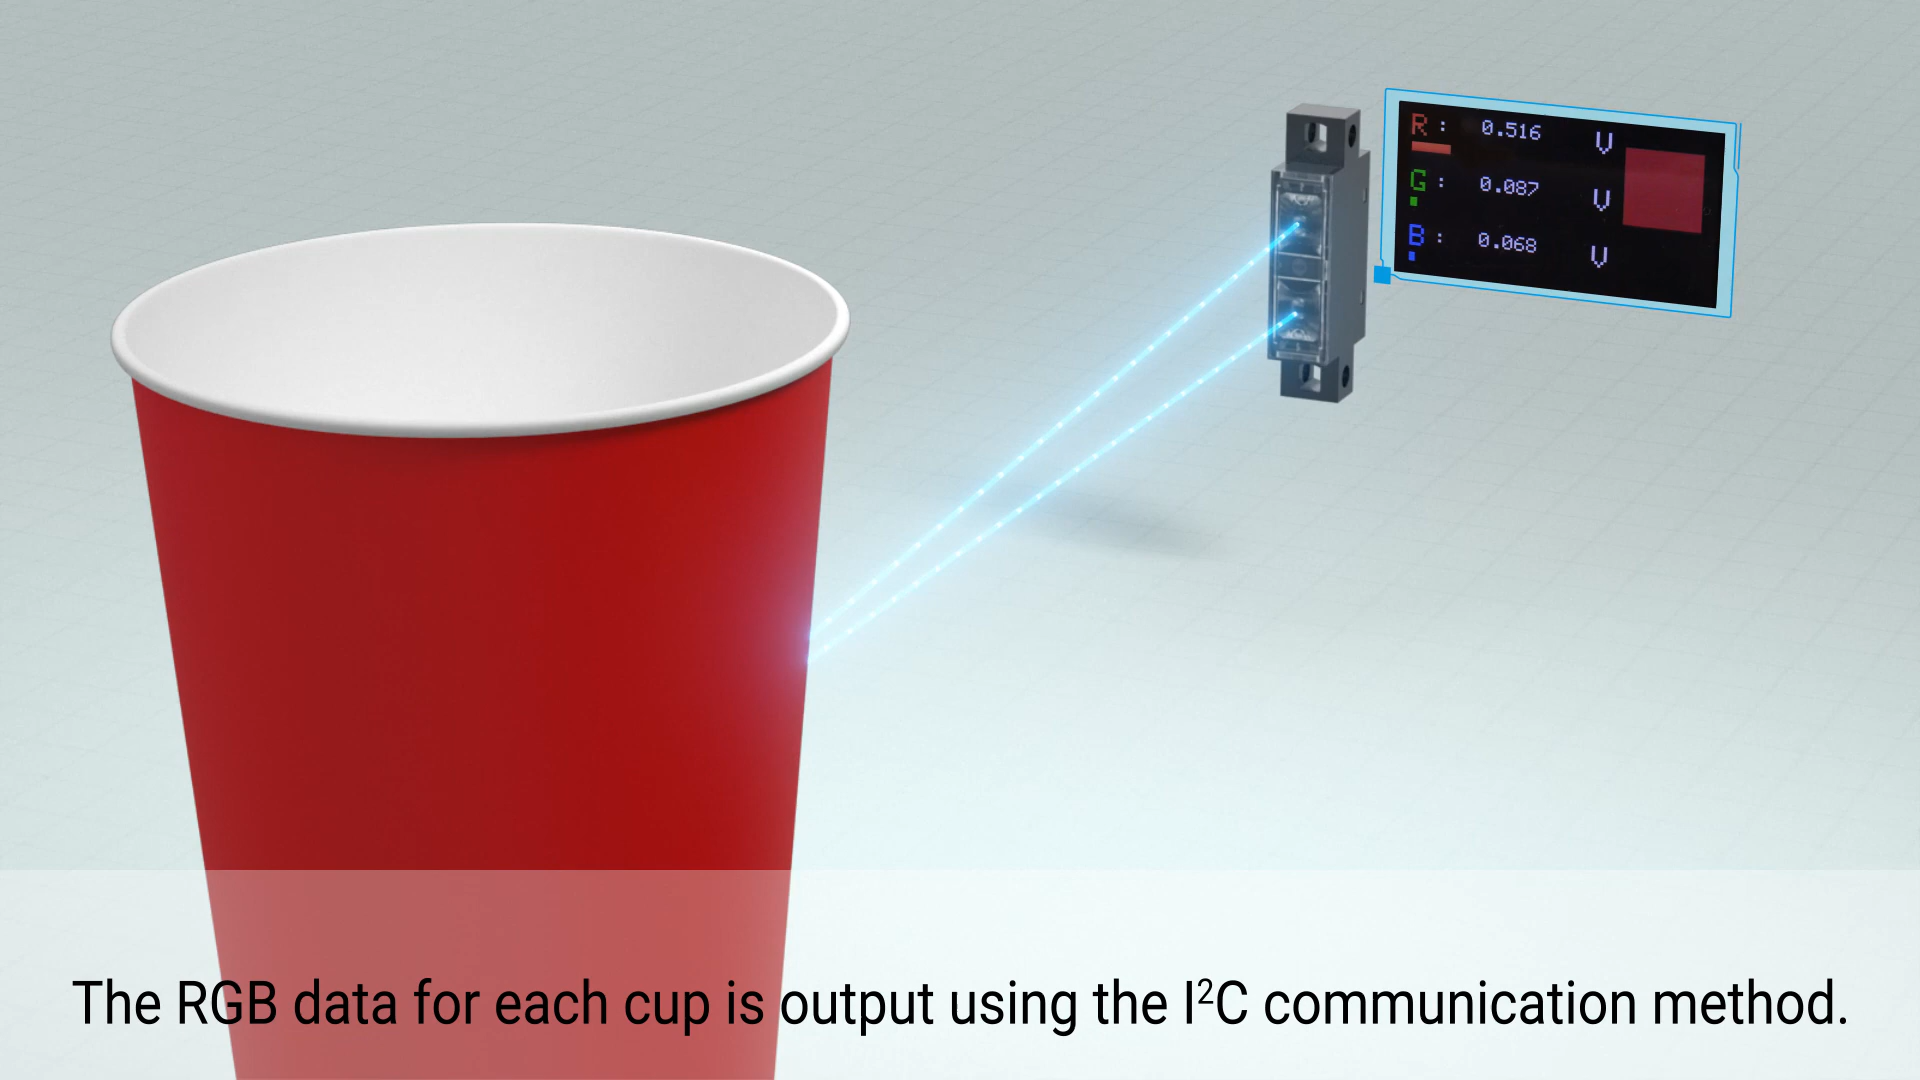 R : 0.516 V
G : 0.087 V
B : 0.068 V
The RGB data for each cup is output using the I²C communication method.